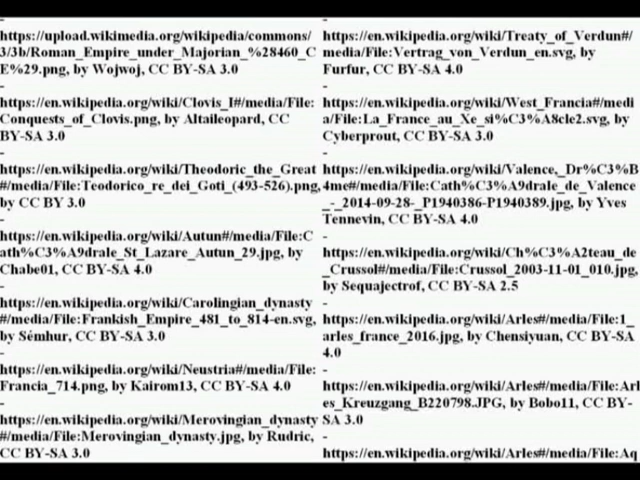 -
https://upload.wikimedia.org/wikipedia/commons/
3/3b/Roman_Empire_under_Majorian_%28460_C
E%29.png, by Wojwoj, CC BY-SA 3.0
-
https://en.wikipedia.org/wiki/Clovis_I#/media/File:
Conquests_of_Clovis.png, by Altaileopard, CC
BY-SA 3.0
-
https://en.wikipedia.org/wiki/Theodoric_the_Great
#/media/File:Teodorico_re_dei_Goti_(493-526).png,
by CC BY 3.0
-
https://en.wikipedia.org/wiki/Autun#/media/File:C
ath%C3%A9drale_St_Lazare_Autun_29.jpg, by
Chabe01, CC BY-SA 4.0
-
https://en.wikipedia.org/wiki/Carolingian_dynasty
#/media/File:Frankish_Empire_481_to_814-en.svg,
by Sémhur, CC BY-SA 3.0
-
https://en.wikipedia.org/wiki/Neustria#/media/File:
Francia_714.png, by Kairom13, CC BY-SA 4.0
-
https://en.wikipedia.org/wiki/Merovingian_dynasty
#/media/File:Merovingian_dynasty.jpg, by Rudric,
CC BY-SA 3.0
-
https://en.wikipedia.org/wiki/Treaty_of_Verdun#/
media/File:Vertrag_von_Verdun_en.svg, by
Furfur, CC BY-SA 4.0
-
https://en.wikipedia.org/wiki/West_Francia#/medi
a/File:La_France_au_Xe_si%C3%A8cle2.svg, by
Cyberprout, CC BY-SA 3.0
-
https://en.wikipedia.org/wiki/Valence,_Dr%C3%B
4me#/media/File:Cath%C3%A9drale_de_Valence
_-_2014-09-28-_P1940386-P1940389.jpg, by Yves
Tennevin, CC BY-SA 4.0
-
https://en.wikipedia.org/wiki/Ch%C3%A2teau_de
_Crussol#/media/File:Crussol_2003-11-01_010.jpg,
by Sequajectrof, CC BY-SA 2.5
-
https://en.wikipedia.org/wiki/Arles#/media/File:1_
arles_france_2016.jpg, by Chensiyuan, CC BY-SA
4.0
-
https://en.wikipedia.org/wiki/Arles#/media/File:Arl
es_Kreuzgang_B220798.JPG, by Bobo11, CC BY-
SA 3.0
-
https://en.wikipedia.org/wiki/Arles#/media/File:Aq